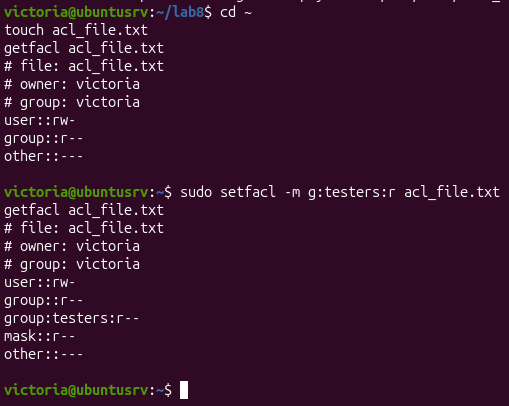 victoria@ubuntusrv:~/lab8$ cd ~
touch acl_file.txt
getfacl acl_file.txt
# file: acl_file.txt
# owner: victoria
# group: victoria
user::rw-
group::r--
other::---
victoria@ubuntusrv:~$ sudo setfacl -m g:testers:r acl_file.txt
getfacl acl_file.txt
# file: acl_file.txt
# owner: victoria
# group: victoria
user::rw-
group::r--
group:testers:r--
mask::r--
other::---
victoria@ubuntusrv:~$